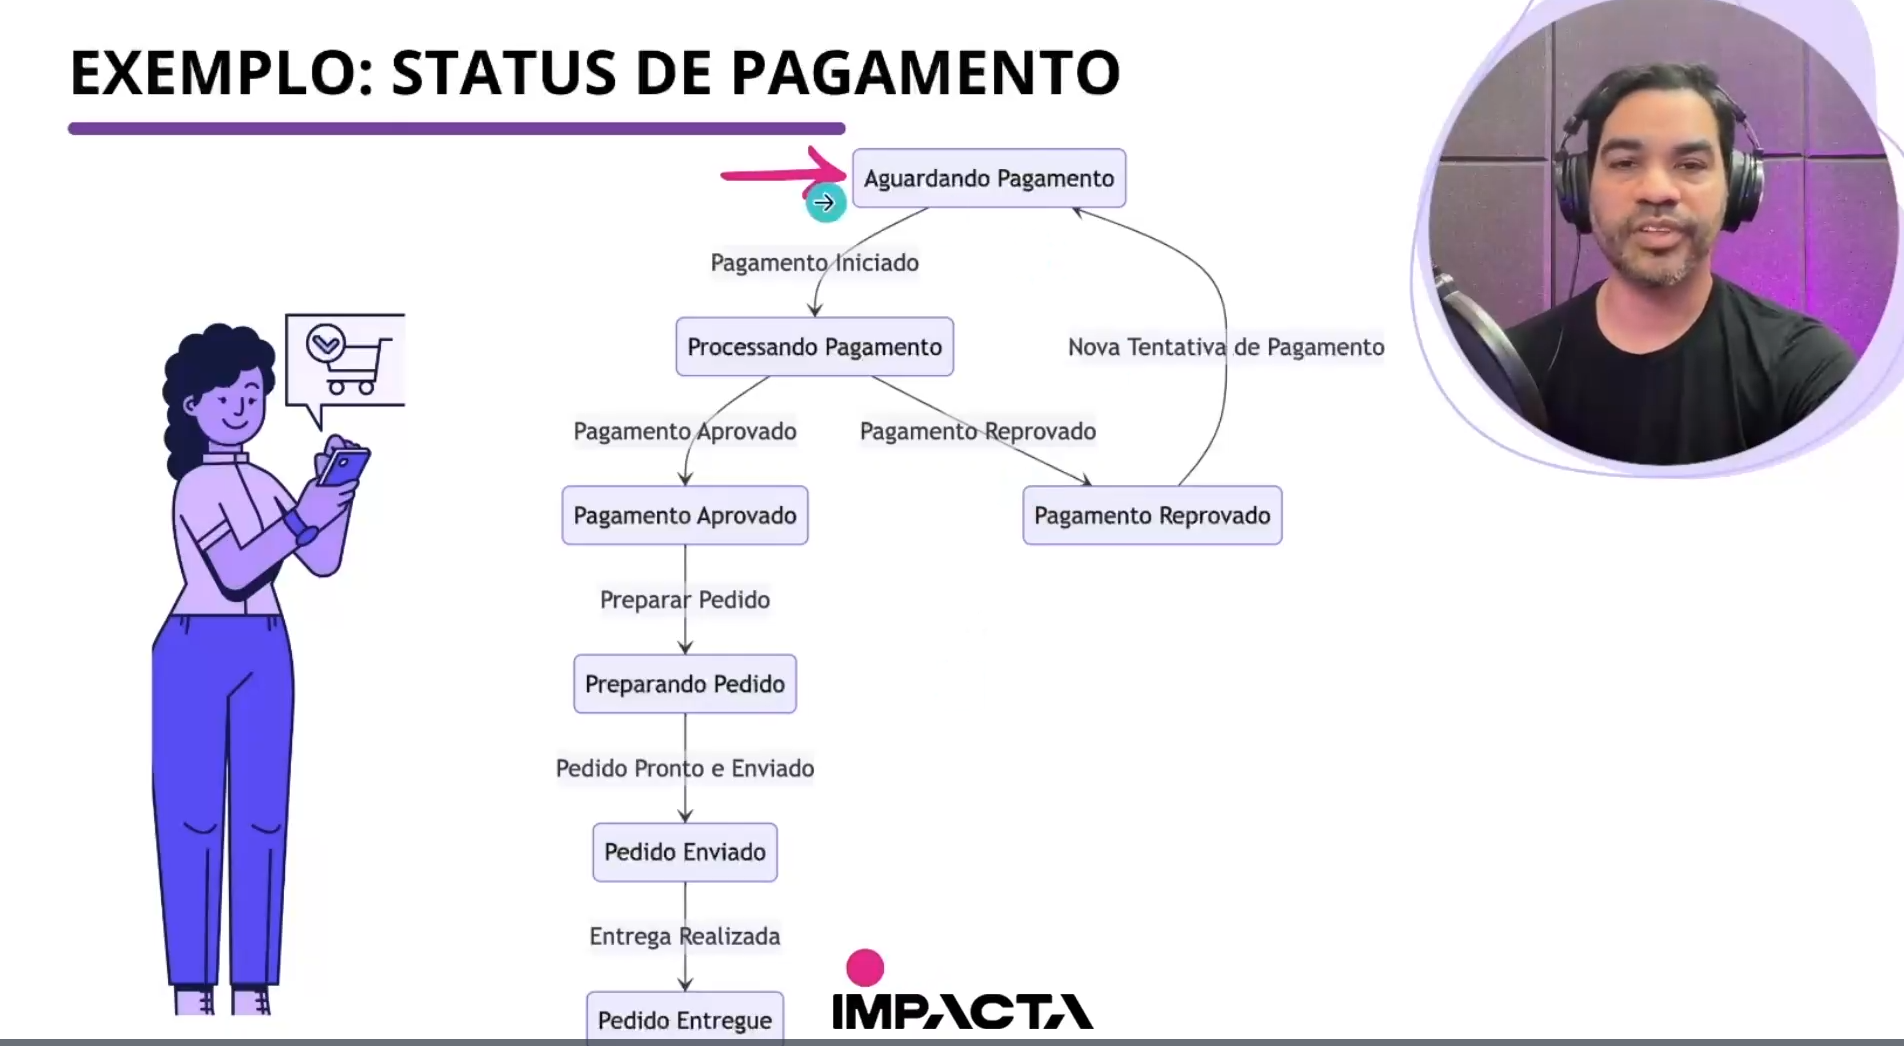 EXEMPLO: STATUS DE PAGAMENTO
Aguardando Pagamento
Pagamento Iniciado
Processando Pagamento
Nova Tentativa de Pagamento
Pagamento Aprovado
Pagamento Reprovado
Pagamento Aprovado
Pagamento Reprovado
Preparar Pedido
Preparando Pedido
Pedido Pronto e Enviado
Pedido Enviado
Entrega Realizada
Pedido Entregue
IMPACTA